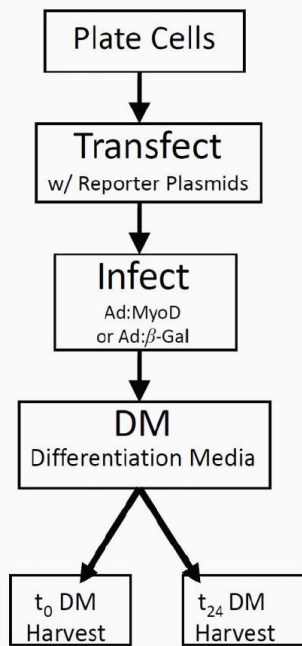 Plate Cells
Transfect
w/ Reporter Plasmids
Infect
Ad:MyoD
or Ad:β-Gal
DM
Differentiation Media
t₀ DM
Harvest
t₂₄ DM
Harvest